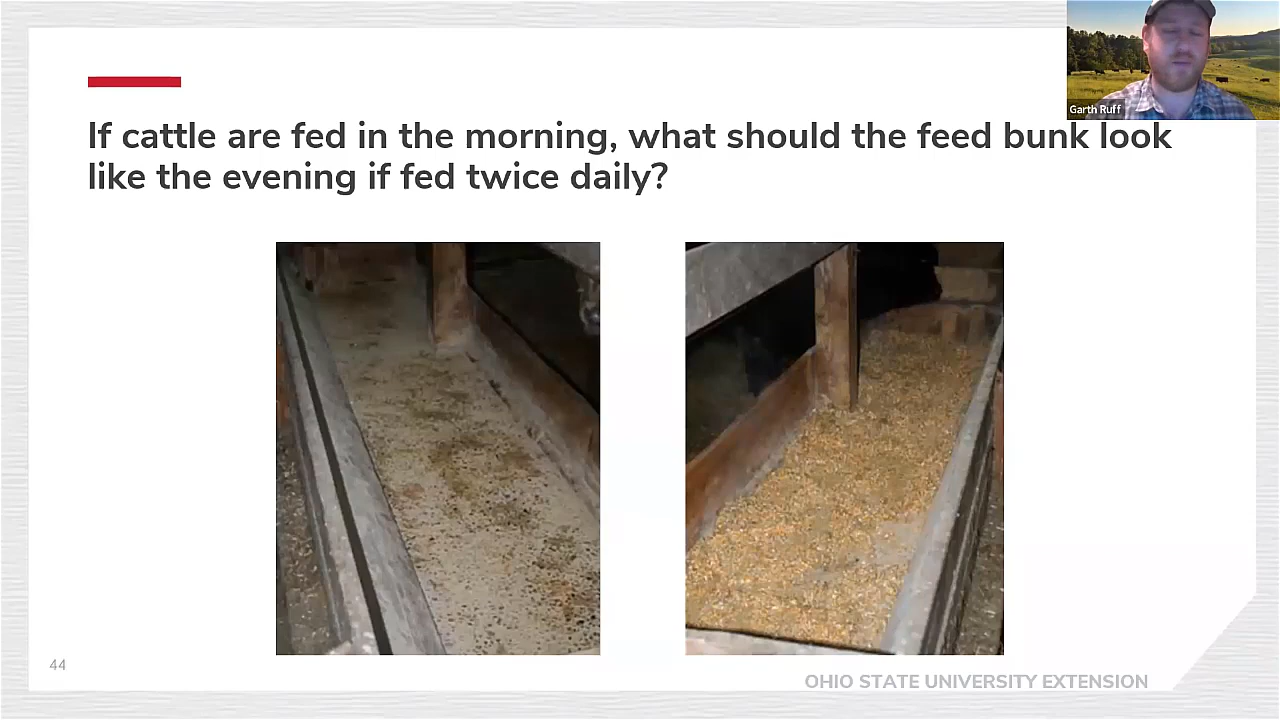 Garth Ruff
If cattle are fed in the morning, what should the feed bunk look
like the evening if fed twice daily?
44
OHIO STATE UNIVERSITY EXTENSION